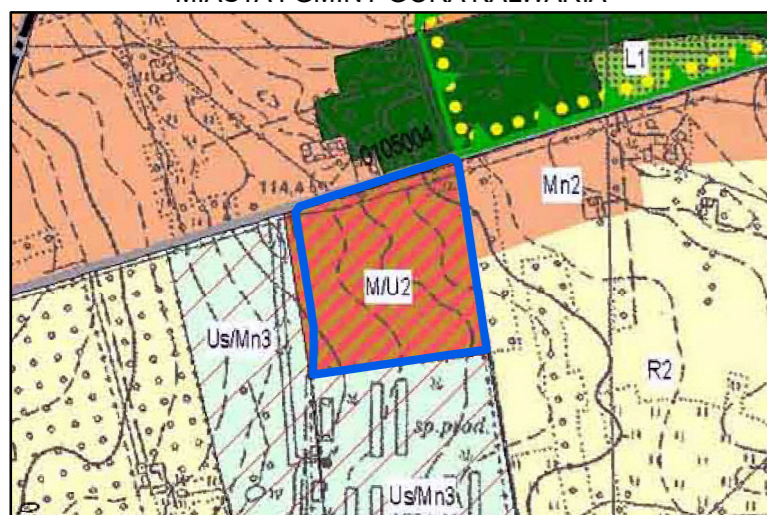 MIASTA I GMINY GÓRA KALWARIA
L1
0105004
114,4
Mn2
M/U2
Us/Mn3
R2
sp.prod.
Us/Mn3